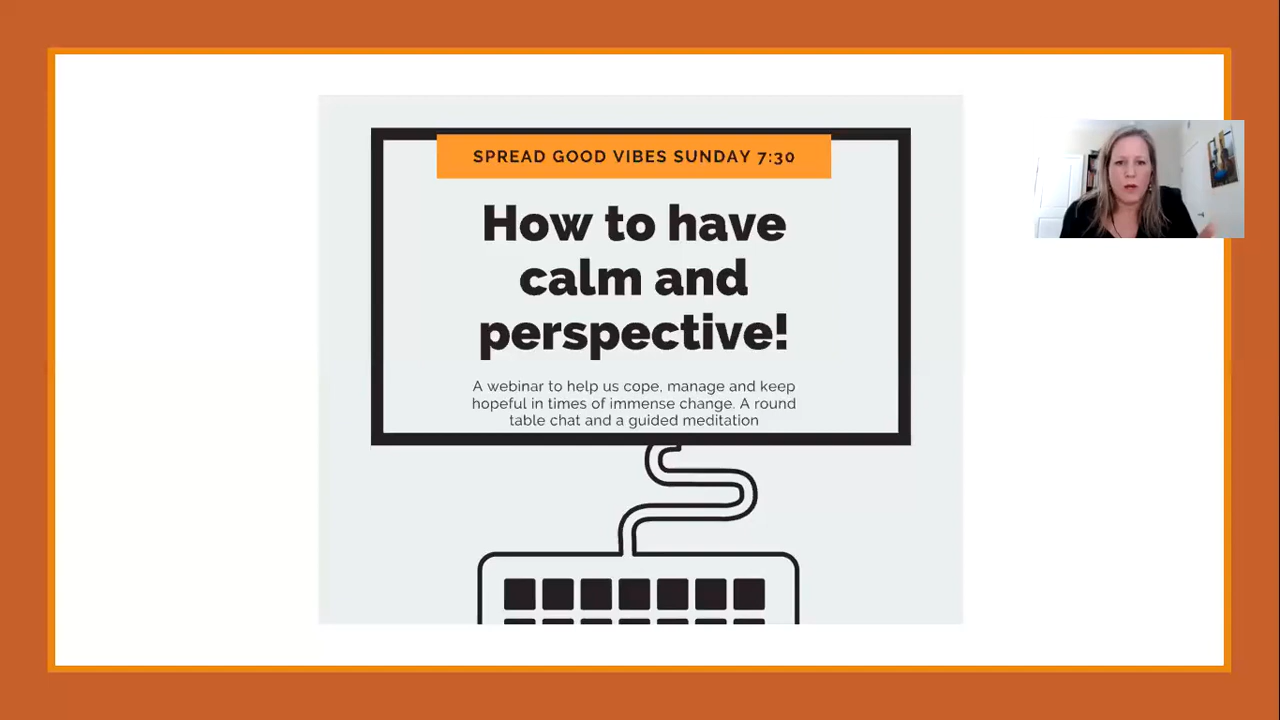 SPREAD GOOD VIBES SUNDAY 7:30
How to have
calm and
perspective!
A webinar to help us cope, manage and keep
hopeful in times of immense change. A round
table chat and a guided meditation